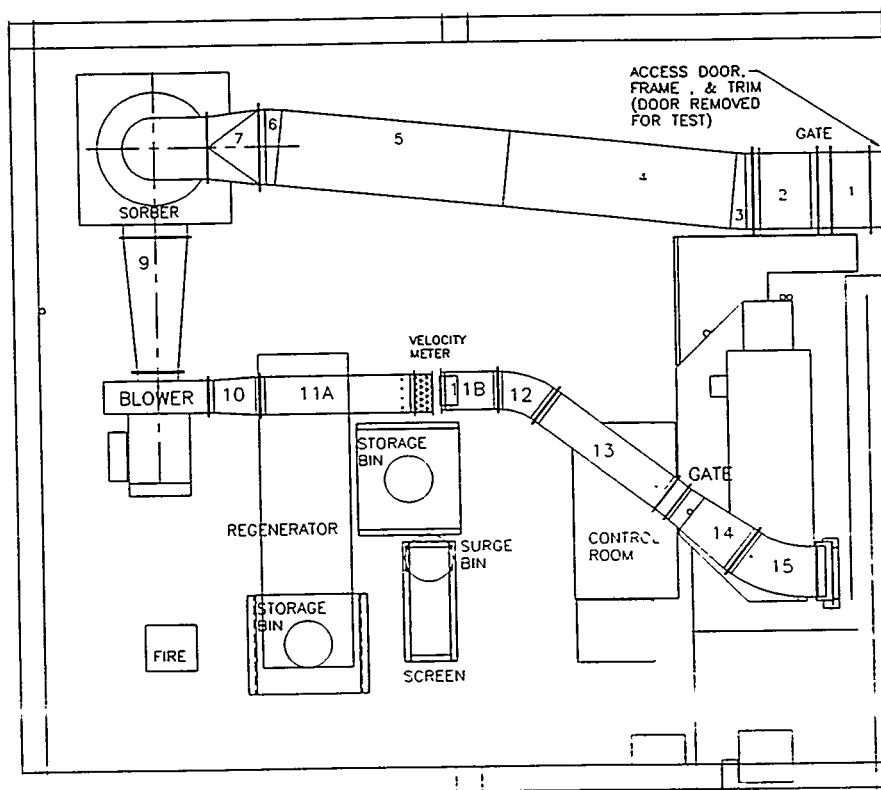 ACCESS DOOR,
FRAME , & TRIM
(DOOR REMOVED
FOR TEST)
GATE
7
6
5
4
3
2
1
SORBER
9
VELOCITY
METER
BLOWER
10
11A
11B
12
STORAGE
BIN
13
GATE
REGENERATOR
SURGE
BIN
CONTROL
ROOM
14
15
STORAGE
BIN
FIRE
SCREEN